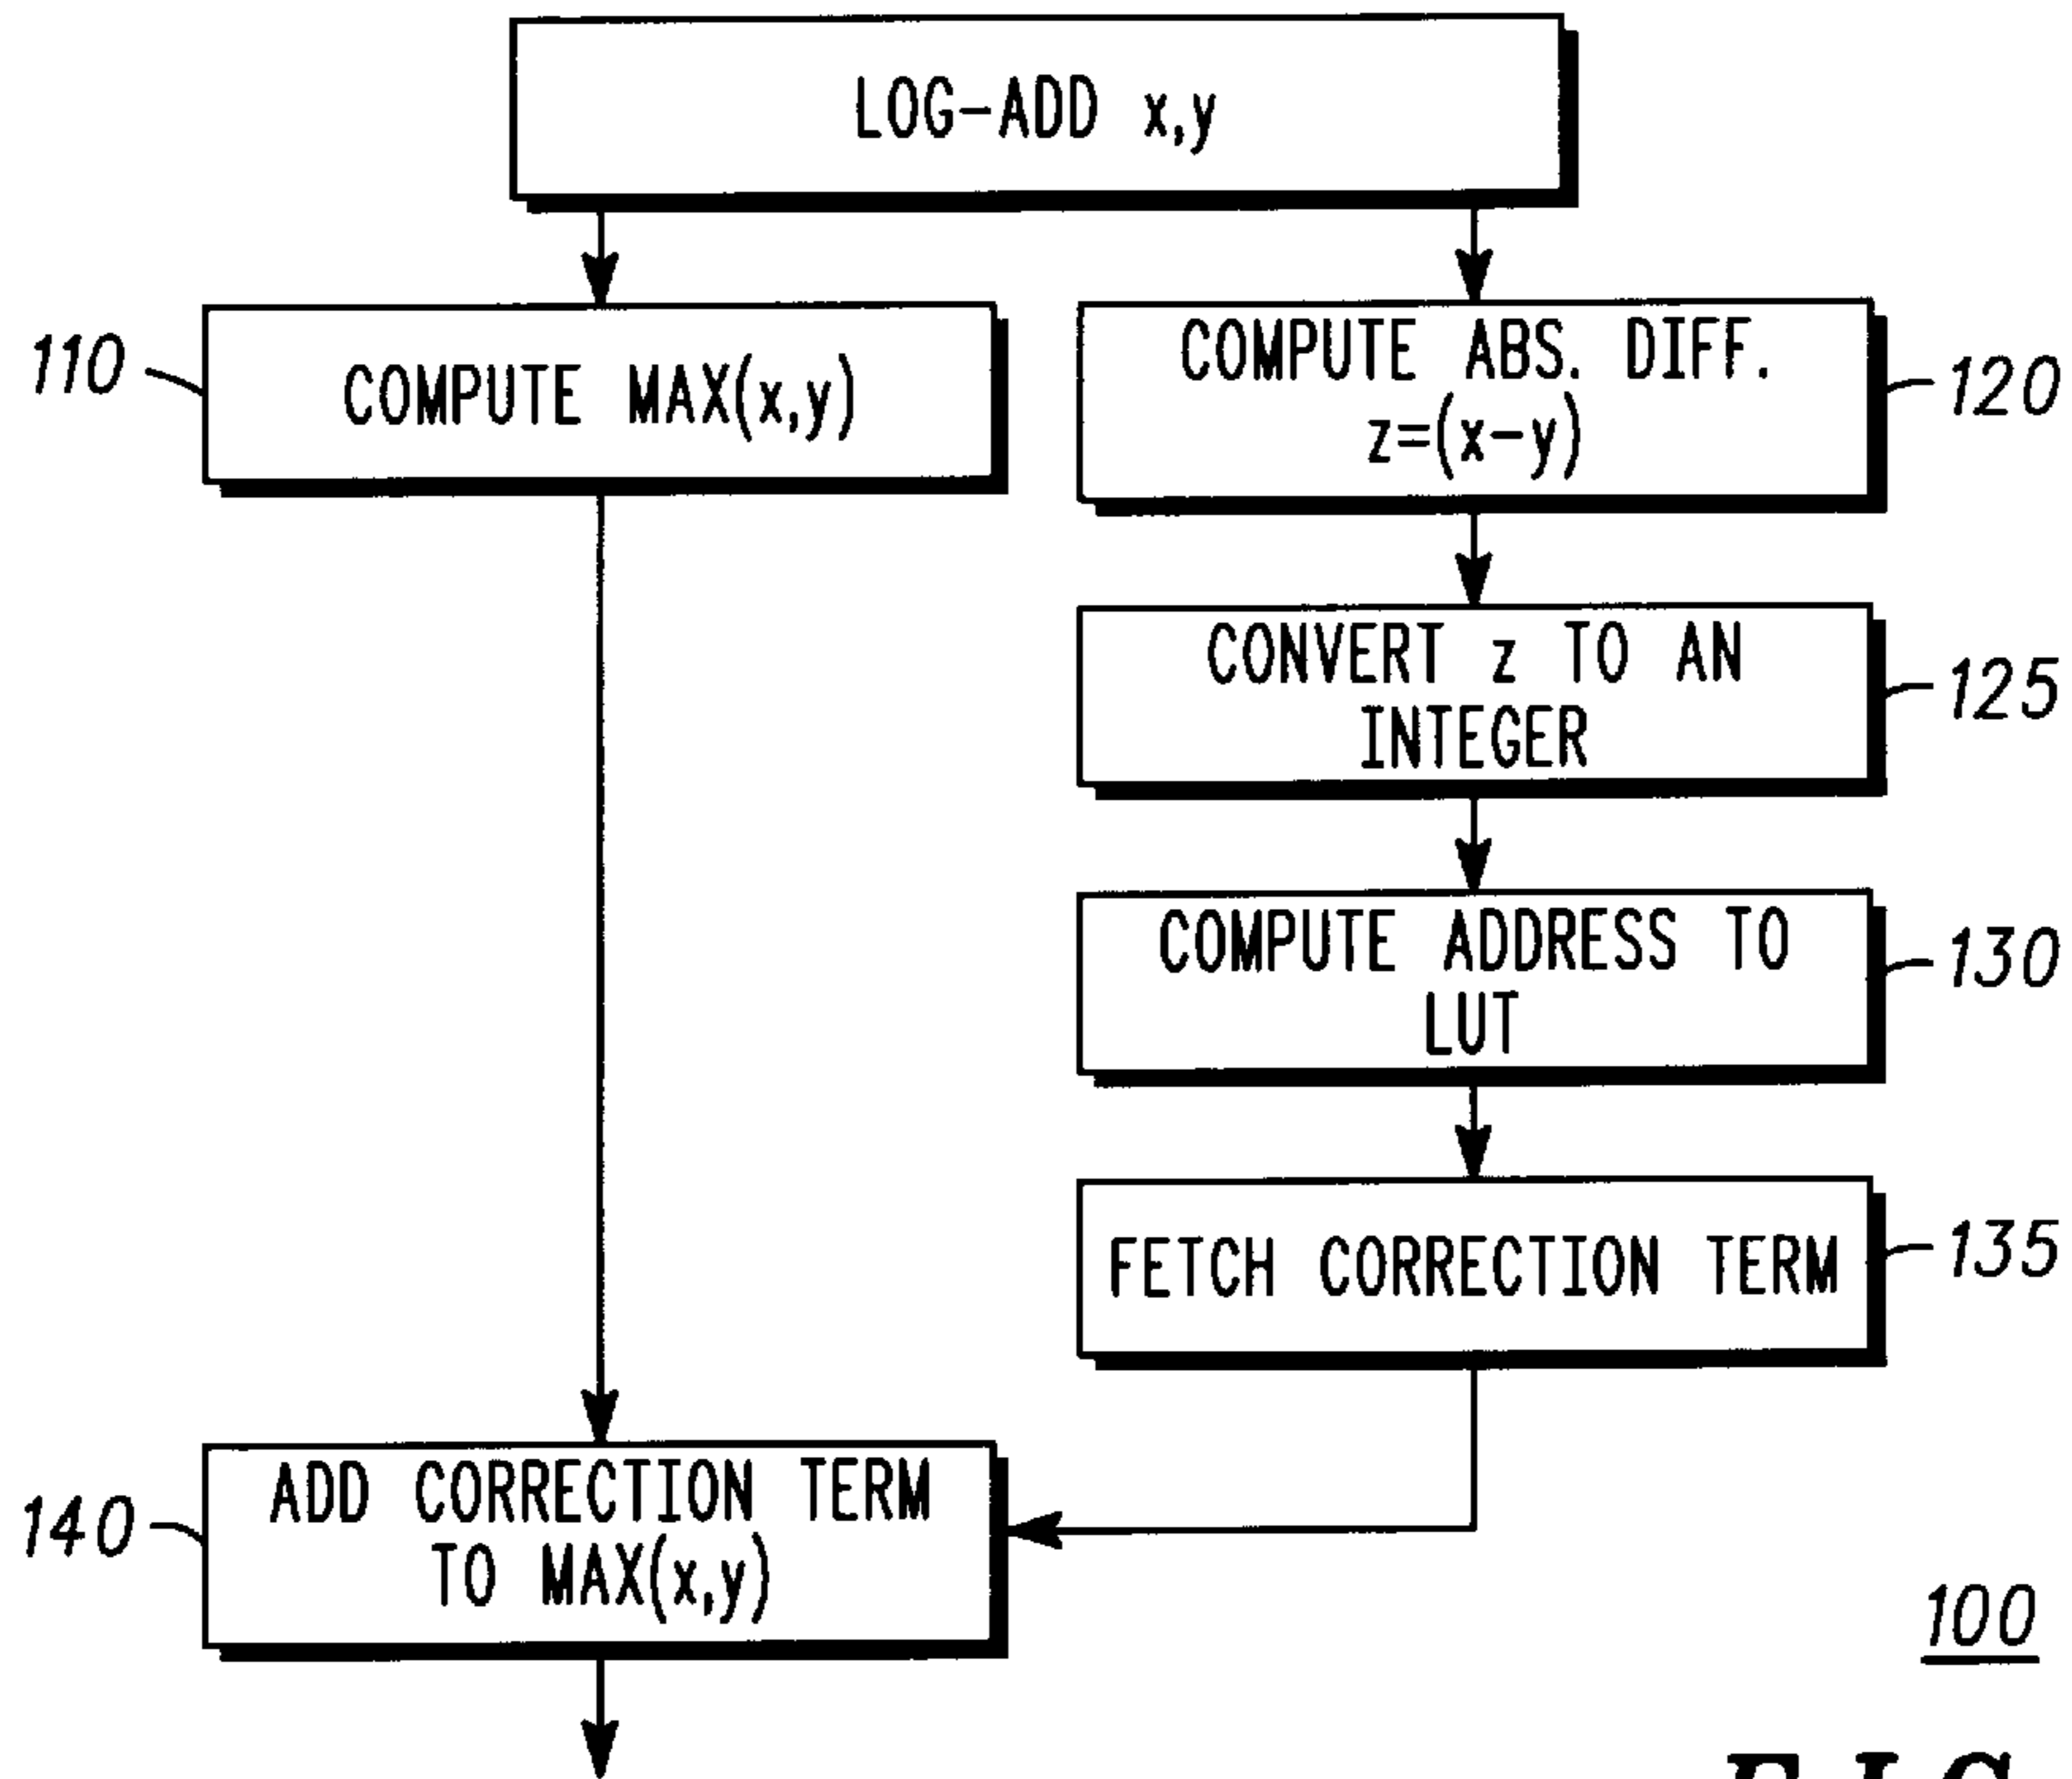 LOG-ADD x,y
110
COMPUTE MAX(x,y)
COMPUTE ABS. DIFF.
z=(x-y)
120
CONVERT z TO AN
INTEGER
125
COMPUTE ADDRESS TO
LUT
130
FETCH CORRECTION TERM
135
140
ADD CORRECTION TERM
TO MAX(x,y)
100